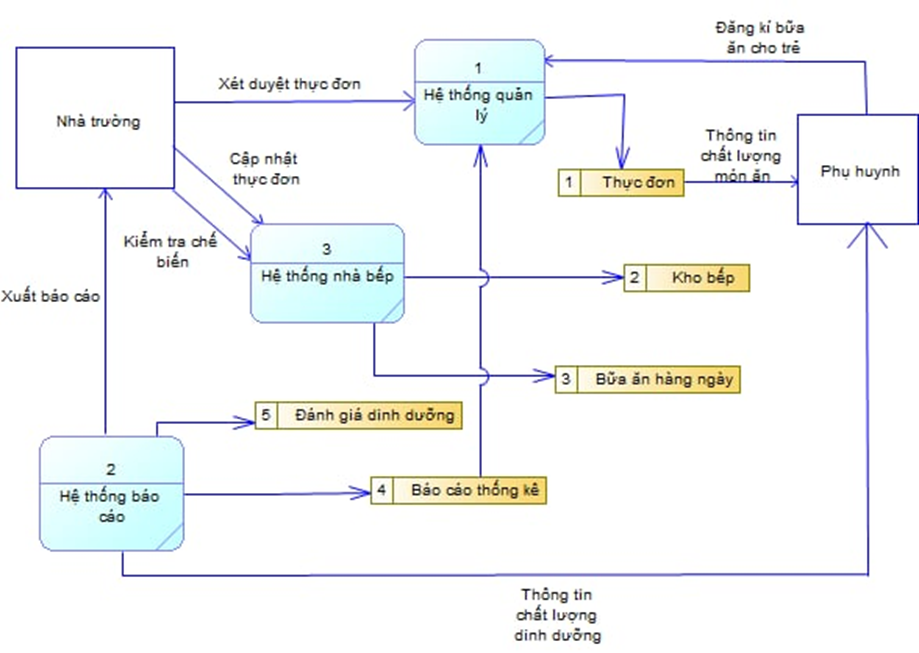 Đăng kí bữa
ăn cho trẻ
Nhà trường
Xét duyệt thực đơn
1
Hệ thống quản
lý
Cập nhật
thực đơn
1 Thực đơn
Thông tin
chất lượng
món ăn
Phụ huynh
Kiểm tra chế
biến
3
Hệ thống nhà bếp
2 Kho bếp
Xuất báo cáo
3 Bữa ăn hàng ngày
5 Đánh giá dinh dưỡng
2
Hệ thống báo
cáo
4 Báo cáo thống kê
Thông tin
chất lượng
dinh dưỡng